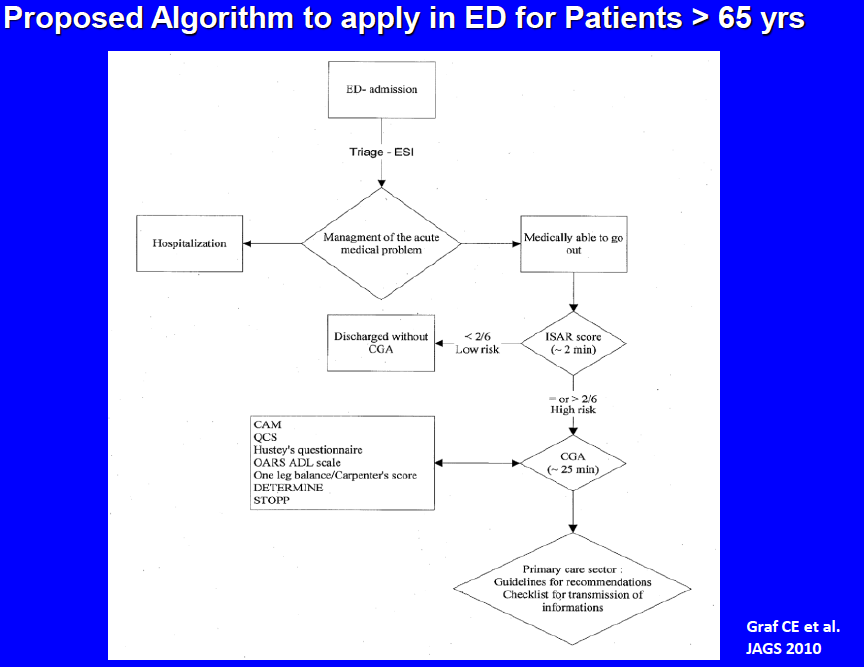 Proposed Algorithm to apply in ED for Patients > 65 yrs
ED- admission
Triage - ESI
Hospitalization
Managment of the acute
medical problem
Medically able to go
out
Discharged without
CGA
< 2/6
Low risk
ISAR score
(~ 2 min)
= or > 2/6
High risk
CAM
QCS
Hustey's questionnaire
OARS ADL scale
One leg balance/Carpenter's score
DETERMINE
STOPP
CGA
(~ 25 min)
Primary care sector :
Guidelines for recommendations
Checklist for transmission of
informations
Graf CE et al.
JAGS 2010